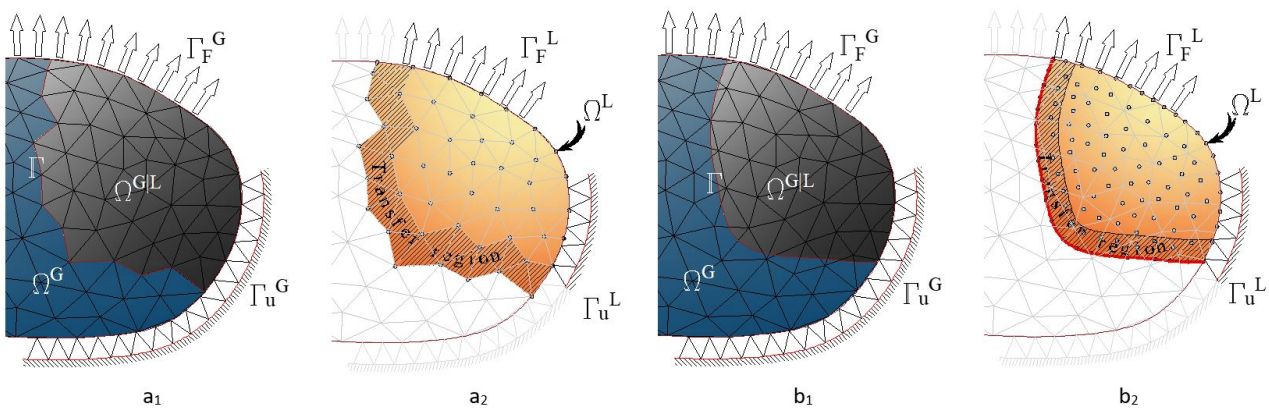 Γ_F^G
Γ
Ω^G|L
Ω^G
Γ_u^G
a1
Γ_F^L
Ω^L
Transfer region
Γ_u^L
a2
Γ_F^G
Γ
Ω^G|L
Ω^G
Γ_u^G
b1
Γ_F^L
Ω^L
Transfer region
Γ_u^L
b2